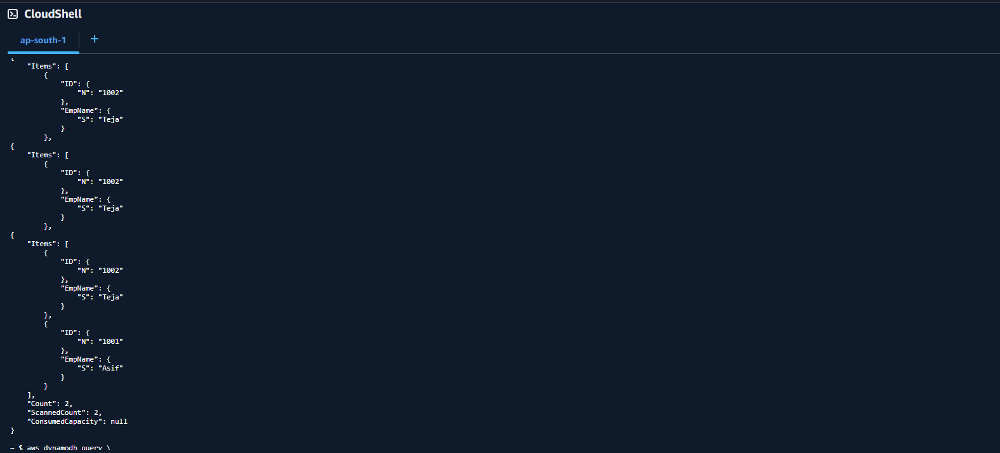 CloudShell
ap-south-1 +
{
"Items": [
{
"ID": {
"N": "1002"
},
"EmpName": {
"S": "Teja"
}
},
{
"Items": [
{
"ID": {
"N": "1002"
},
"EmpName": {
"S": "Teja"
}
},
{
"Items": [
{
"ID": {
"N": "1002"
},
"EmpName": {
"S": "Teja"
}
},
{
"ID": {
"N": "1001"
},
"EmpName": {
"S": "Asif"
}
}
],
"Count": 2,
"ScannedCount": 2,
"ConsumedCapacity": null
}
~ $ aws dynamodb query \